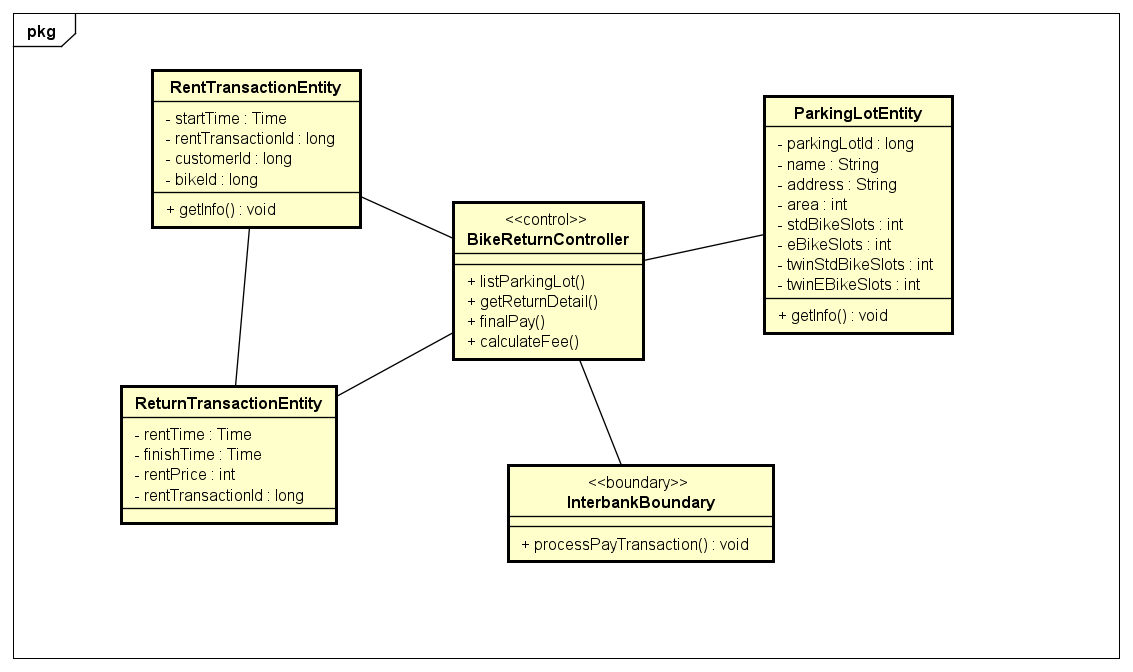 pkg
RentTransactionEntity
- startTime : Time
- rentTransactionId : long
- customerId : long
- bikeId : long
+ getInfo() : void
ParkingLotEntity
- parkingLotId : long
- name : String
- address : String
- area : int
- stdBikeSlots : int
- eBikeSlots : int
- twinStdBikeSlots : int
- twinEBikeSlots : int
+ getInfo() : void
<<control>>
BikeReturnController
+ listParkingLot()
+ getReturnDetail()
+ finalPay()
+ calculateFee()
ReturnTransactionEntity
- rentTime : Time
- finishTime : Time
- rentPrice : int
- rentTransactionId : long
<<boundary>>
InterbankBoundary
+ processPayTransaction() : void